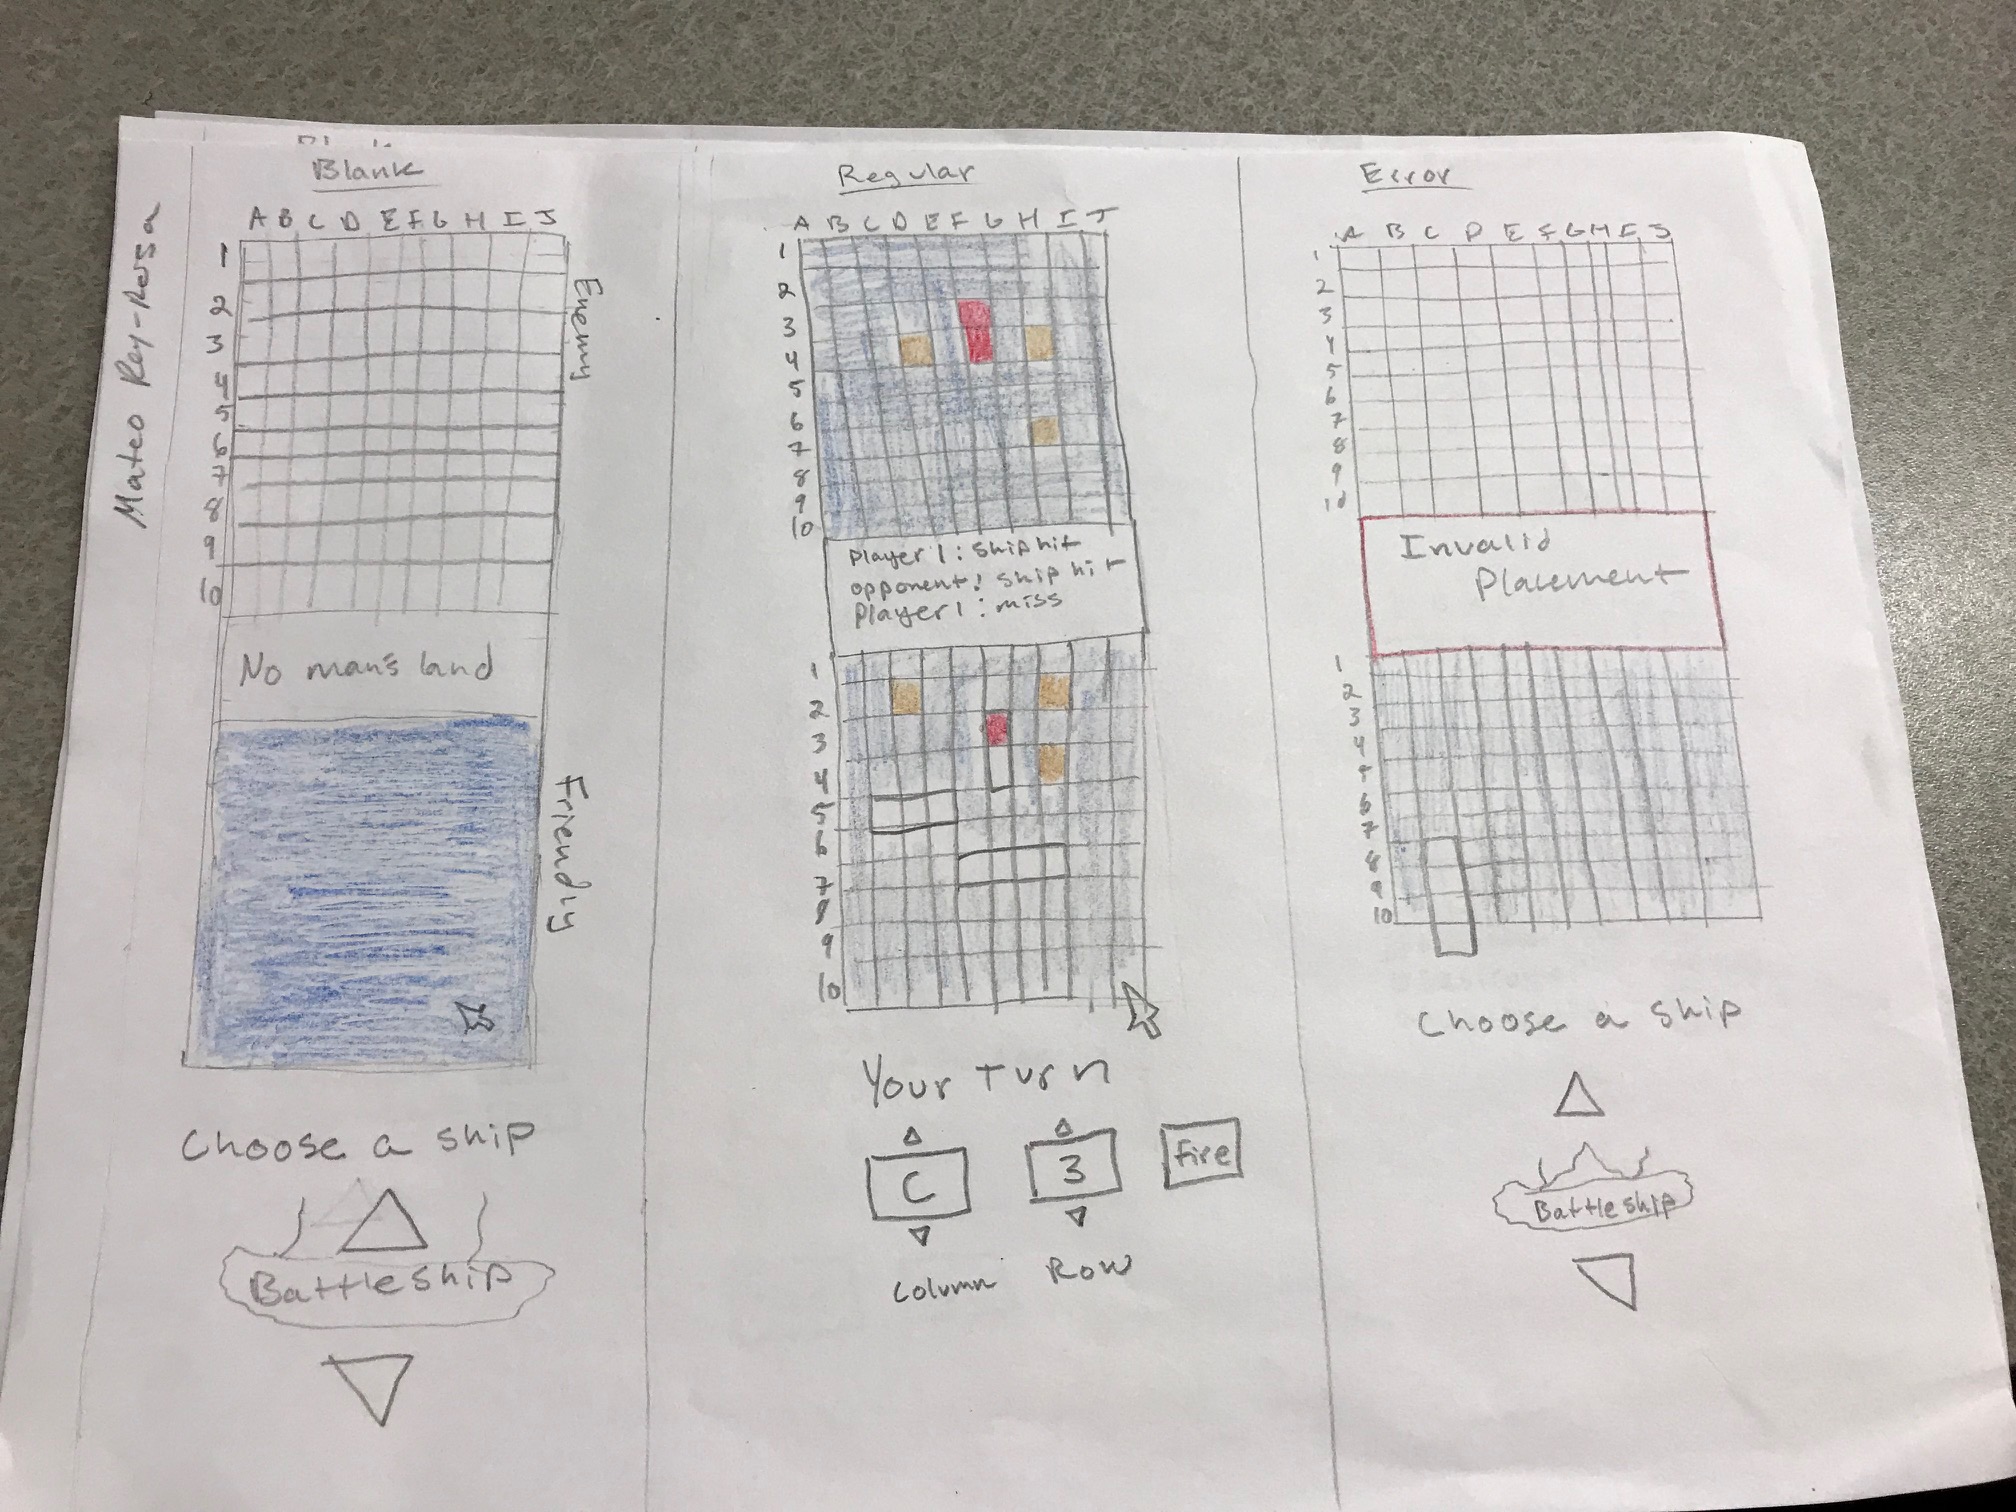 Mateo Rey-Rosa
Blank
A B C D E F G H I J
1
2
3
4
5
6
7
8
9
10
Enemy
No mans land
Friendly
Choose a ship
Battleship
Regular
A B C D E F G H I J
1
2
3
4
5
6
7
8
9
10
player 1: ship hit
opponent: ship hit
player 1: miss
1
2
3
4
5
6
7
8
9
10
Your Turn
C 3 Fire
Column Row
Error
A B C D E F G H I J
1
2
3
4
5
6
7
8
9
10
Invalid
Placement
1
2
3
4
5
6
7
8
9
10
Choose a ship
Battleship